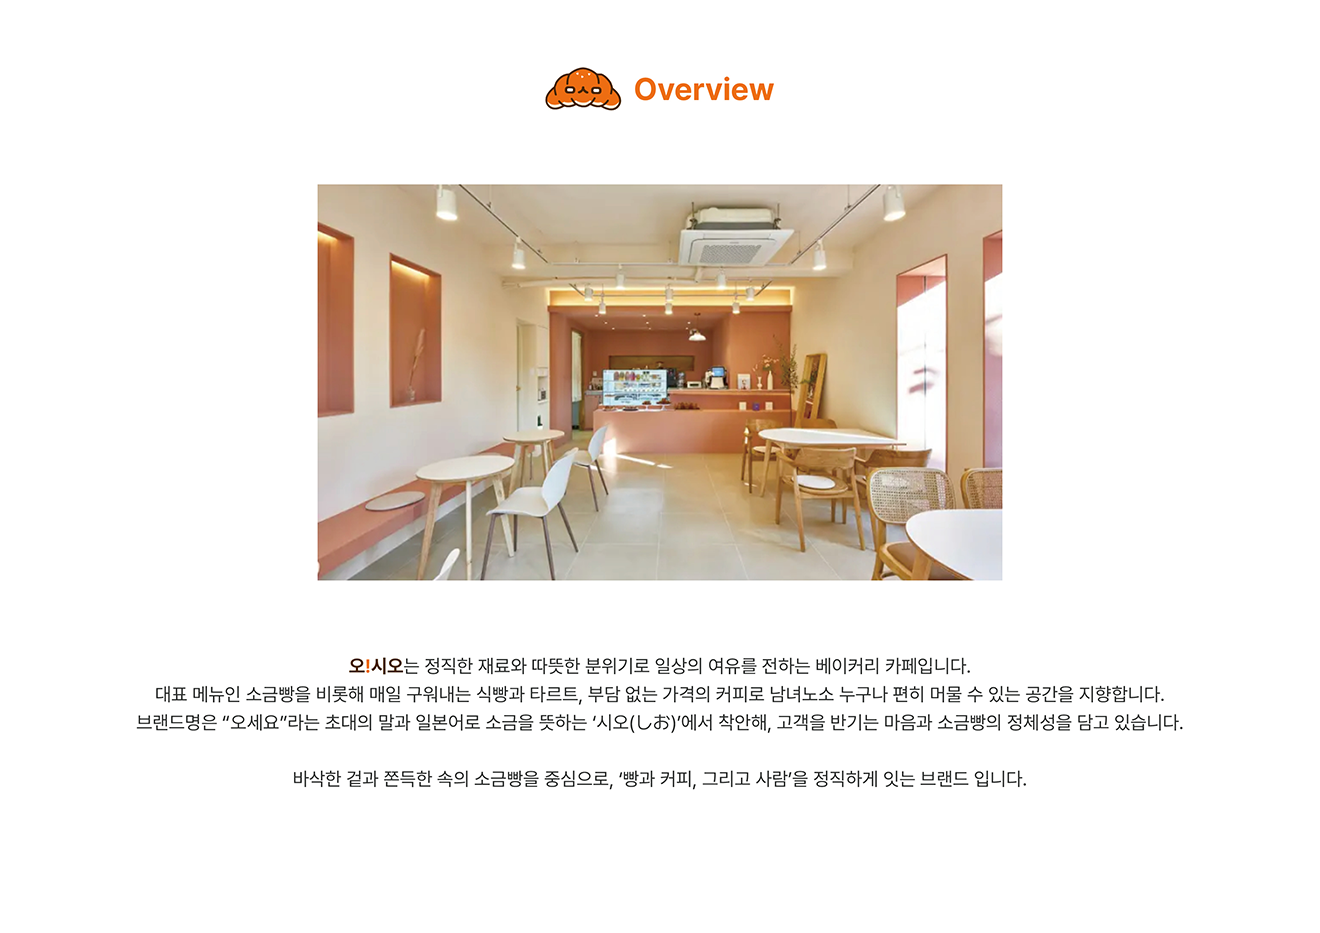 Overview
오!시오는 정직한 재료와 따뜻한 분위기로 일상의 여유를 전하는 베이커리 카페입니다.
대표 메뉴인 소금빵을 비롯해 매일 구워내는 식빵과 타르트, 부담 없는 가격의 커피로 남녀노소 누구나 편히 머물 수 있는 공간을 지향합니다.
브랜드명은 “오세요”라는 초대의 말과 일본어로 소금을 뜻하는 ‘시오(しお)’에서 착안해, 고객을 반기는 마음과 소금빵의 정체성을 담고 있습니다.
바삭한 겉과 쫀득한 속의 소금빵을 중심으로, ‘빵과 커피, 그리고 사람’을 정직하게 잇는 브랜드 입니다.